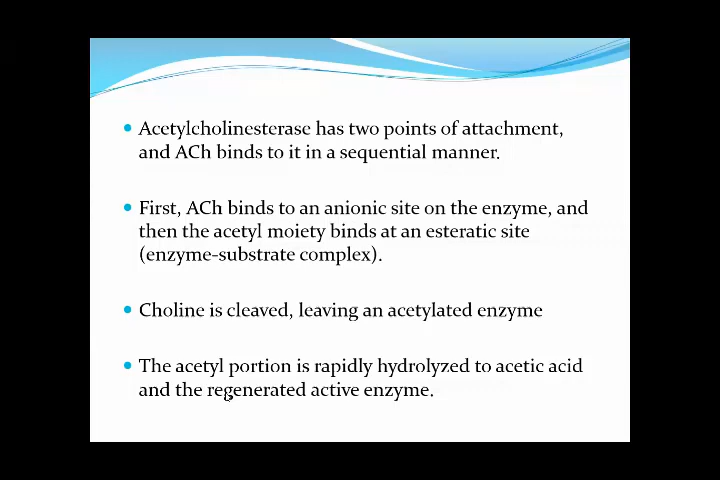 Acetylcholinesterase has two points of attachment,
and ACh binds to it in a sequential manner.
First, ACh binds to an anionic site on the enzyme, and
then the acetyl moiety binds at an esteratic site
(enzyme-substrate complex).
Choline is cleaved, leaving an acetylated enzyme
The acetyl portion is rapidly hydrolyzed to acetic acid
and the regenerated active enzyme.